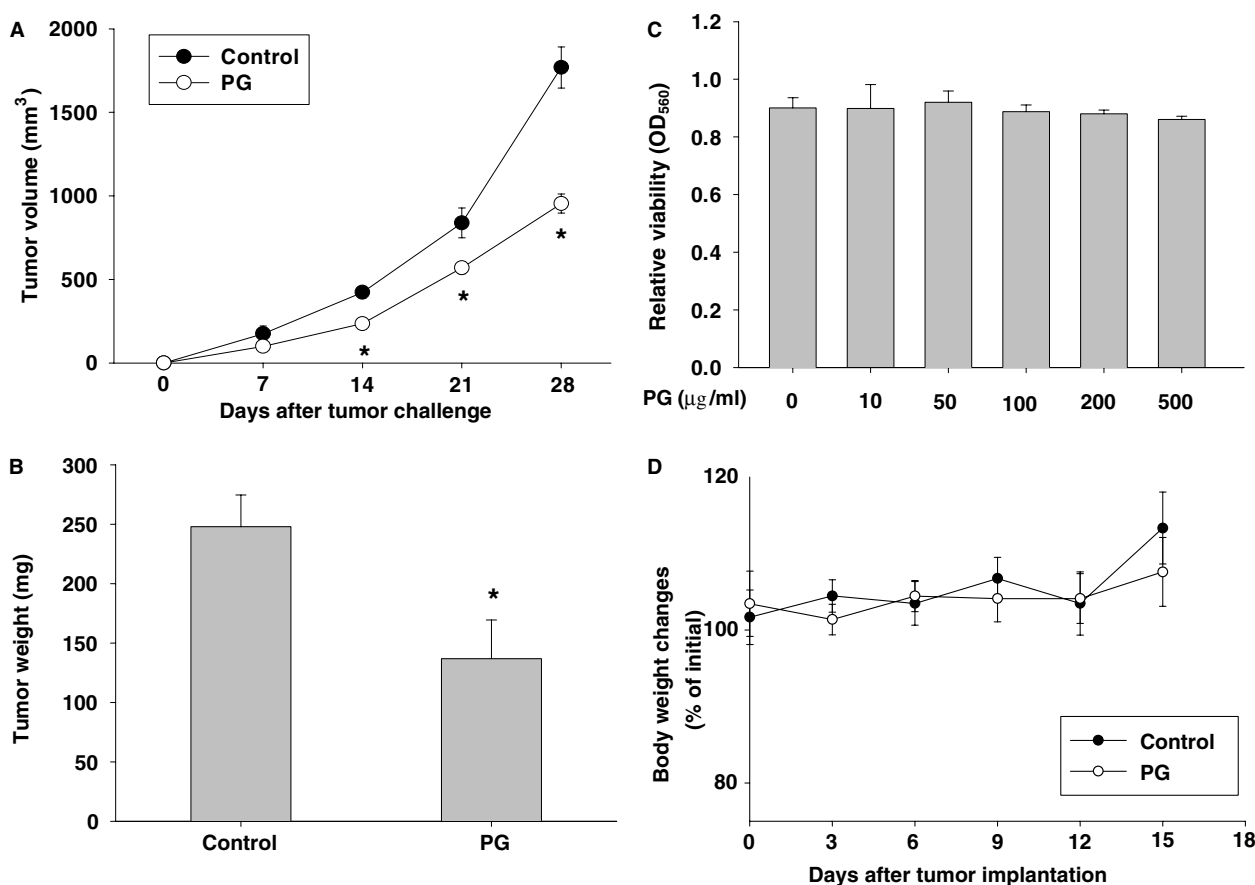 A
Tumor volume (mm³)
2000
1500
1000
500
0
Control
PG
*
*
*
0 7 14 21 28
Days after tumor challenge
B
Tumor weight (mg)
300
250
200
150
100
50
0
*
Control PG
C
Relative viability (OD₅₆₀)
1.2
1.0
0.8
0.6
0.4
0.2
0.0
PG (µg/ml) 0 10 50 100 200 500
D
Body weight changes
(% of initial)
120
100
80
Control
PG
0 3 6 9 12 15 18
Days after tumor implantation